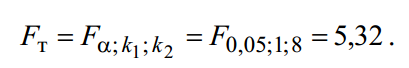 Fт = Fα; k1; k2 = F0,05;1;8 = 5,32 .